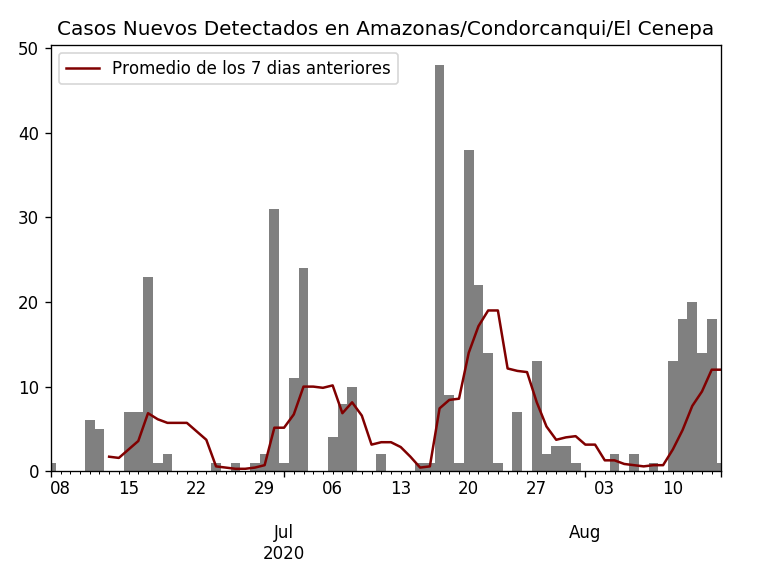 Casos Nuevos Detectados en Amazonas/Condorcanqui/El Cenepa
Promedio de los 7 dias anteriores
50
40
30
20
10
0
08 15 22 29 06 13 20 27 03 10
Jul Aug
2020